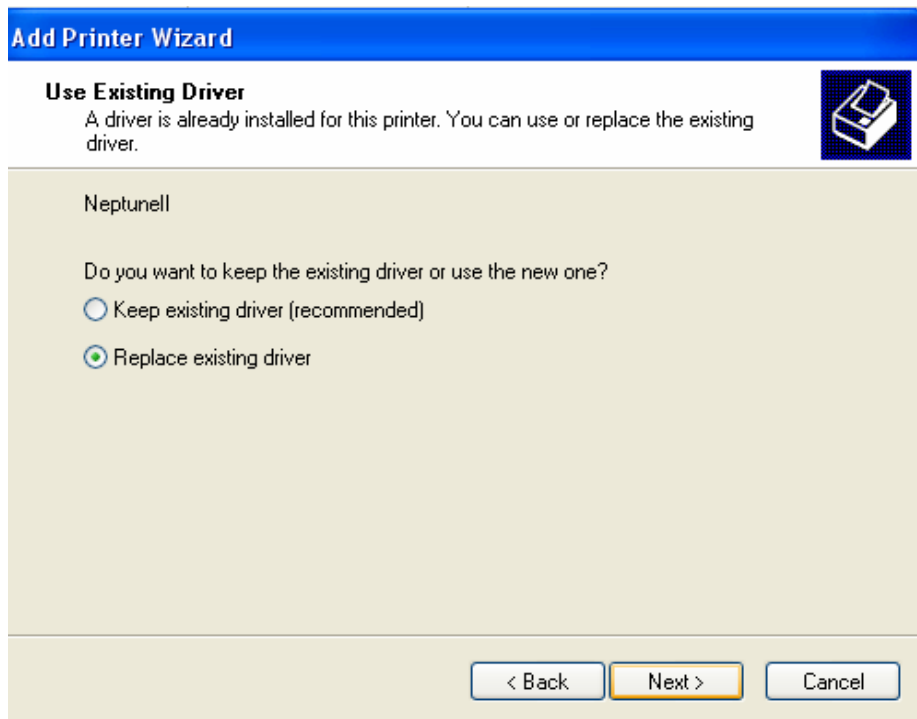 Add Printer Wizard
Use Existing Driver
A driver is already installed for this printer. You can use or replace the existing
driver.
Neptunell
Do you want to keep the existing driver or use the new one?
Keep existing driver (recommended)
Replace existing driver
< Back
Next >
Cancel